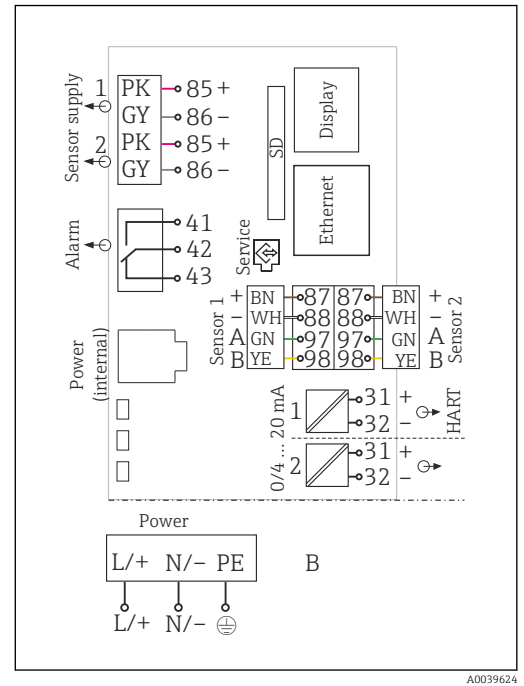 Sensor supply
1 PK 85 +
GY 86 –
2 PK 85 +
GY 86 –
Display
SD
Ethernet
Alarm
41
42
43
Service
Sensor 1
+ BN 87 87 BN +
– WH 88 88 WH –
A GN 97 97 GN A
B YE 98 98 YE B
Sensor 2
Power
(internal)
0/4 ... 20 mA
1 31 +
32 –
HART
2 31 +
32 –
Power
L/+ N/– PE B
L/+ N/–
A0039624